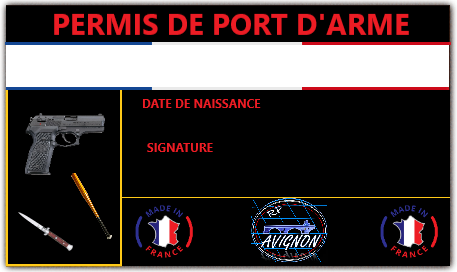 PERMIS DE PORT D'ARME
DATE DE NAISSANCE
SIGNATURE
MADE IN
FRANCE
RP
AVIGNON
MADE IN
FRANCE